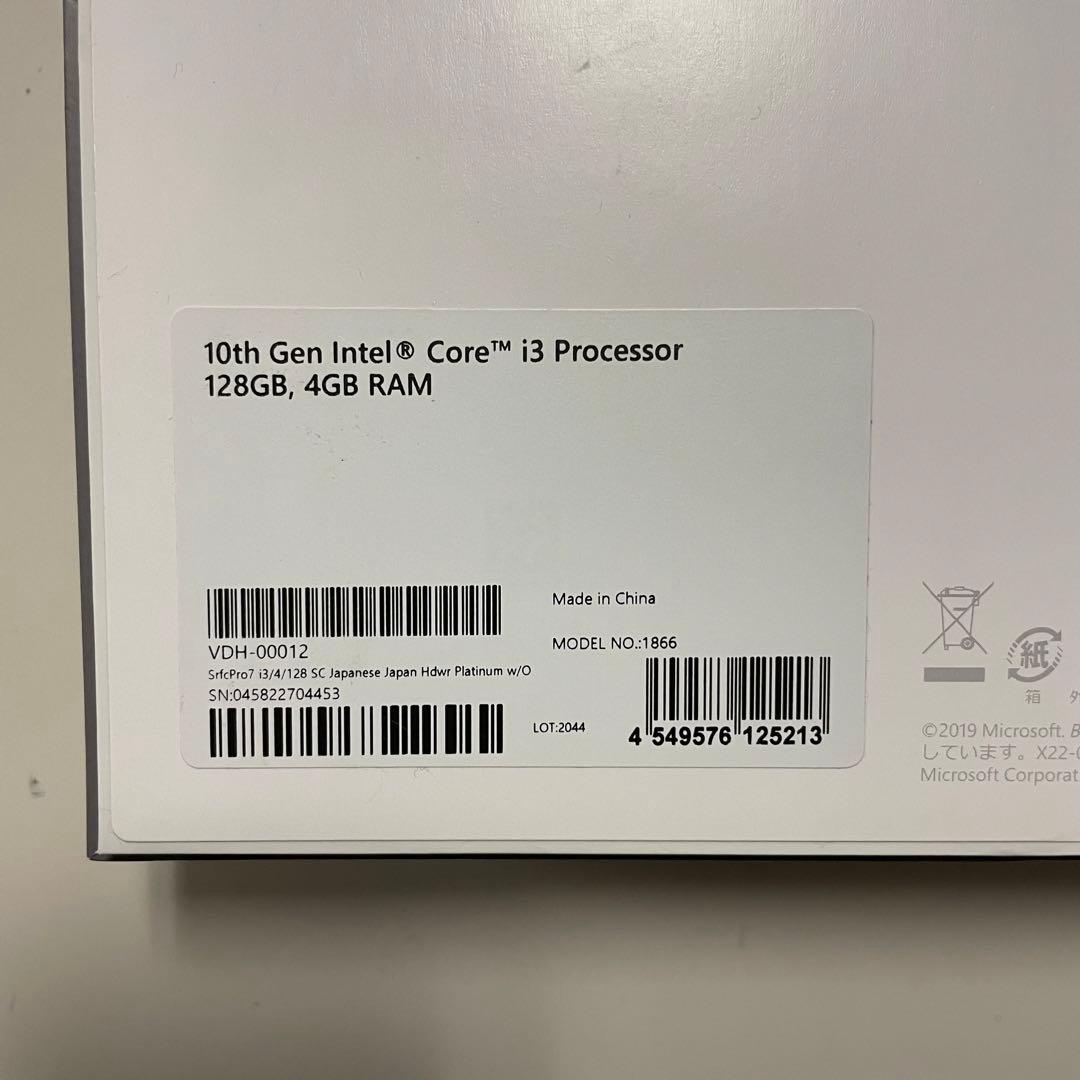 10th Gen Intel® Core™ i3 Processor
128GB, 4GB RAM
VDH-00012
SrfcPro7 i3/4/128 SC Japanese Japan Hdwr Platinum w/O
SN:045822704453
Made in China
MODEL NO.:1866
LOT:2044
4 549576 125213
紙
箱
©2019 Microsoft.
しています。X22-
Microsoft Corporat